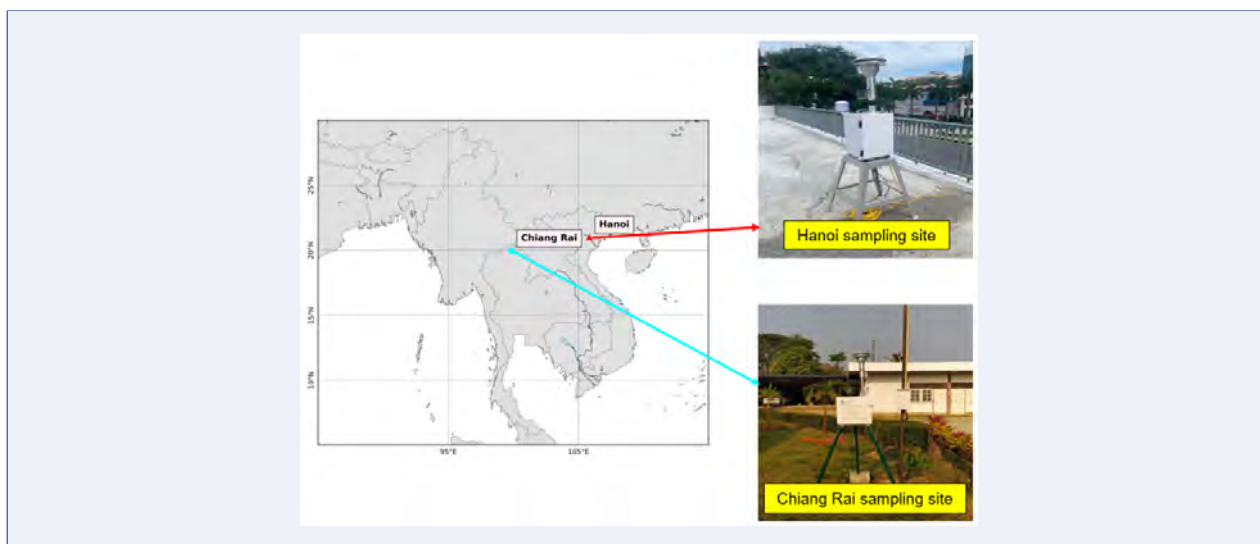 25°N
20°N
15°N
10°N
95°E
105°E
Hanoi
Chiang Rai
Hanoi sampling site
Chiang Rai sampling site